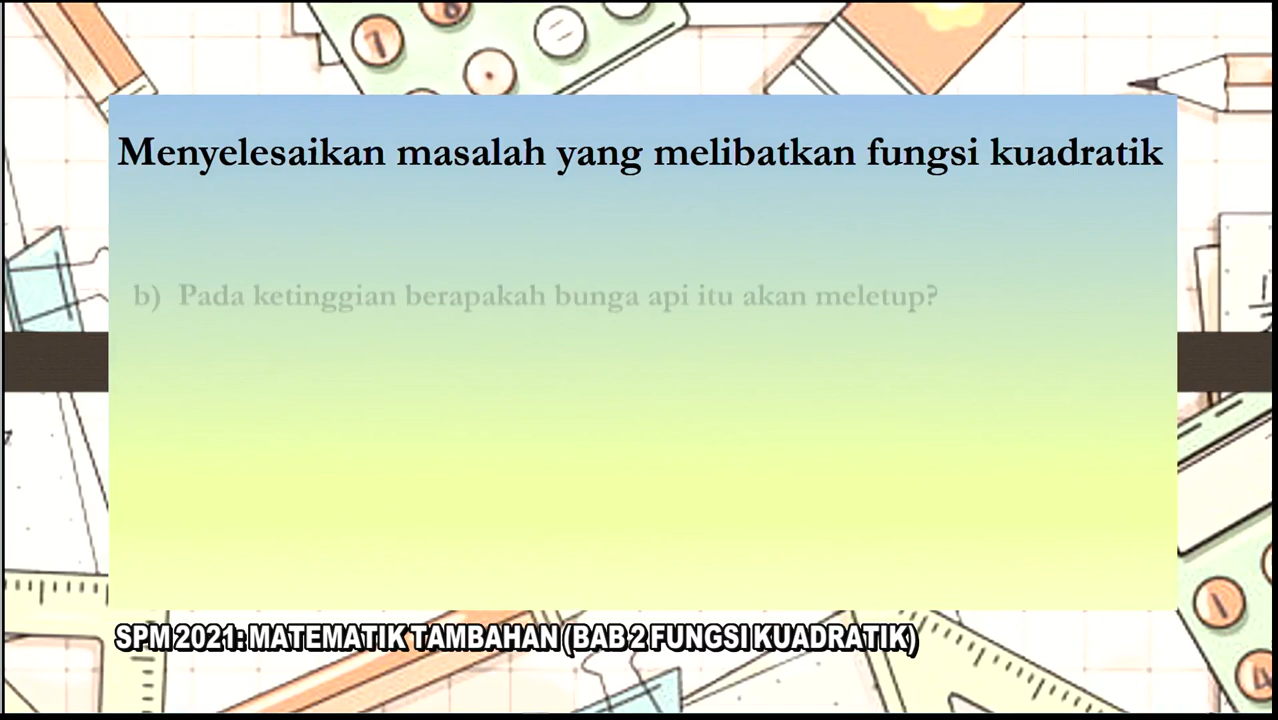 Menyelesaikan masalah yang melibatkan fungsi kuadratik
b) Pada ketinggian berapakah bunga api itu akan meletup?
SPM 2021: MATEMATIK TAMBAHAN (BAB 2 FUNGSI KUADRATIK)